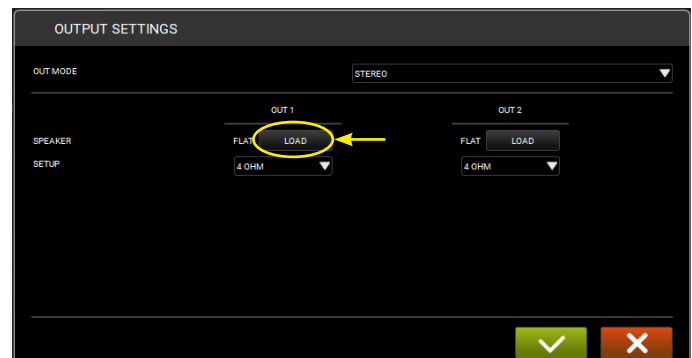 OUTPUT SETTINGS
OUT MODE STEREO
OUT 1 OUT 2
SPEAKER FLAT LOAD FLAT LOAD
SETUP 4 OHM 4 OHM